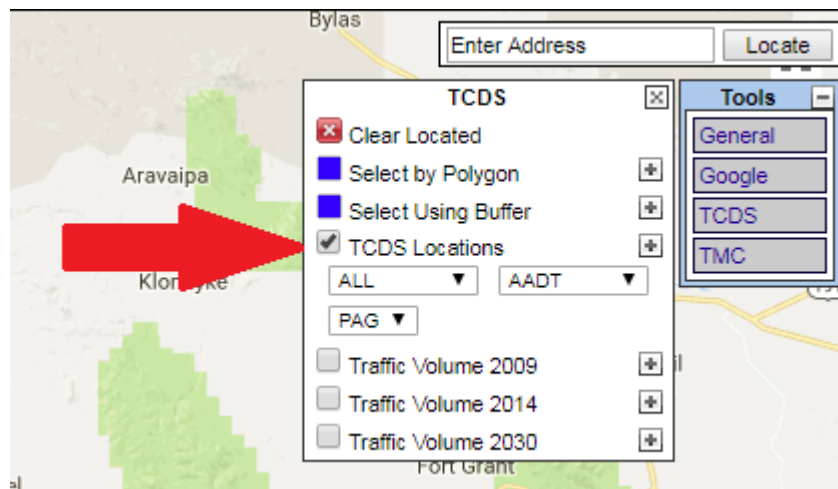 Bylas
Enter Address
Locate
TCDS
Tools
Clear Located
General
Select by Polygon
Google
Aravaipa
Select Using Buffer
TCDS
TCDS Locations
TMC
ALL
AADT
PAG
Traffic Volume 2009
Traffic Volume 2014
Traffic Volume 2030
Fort Grant